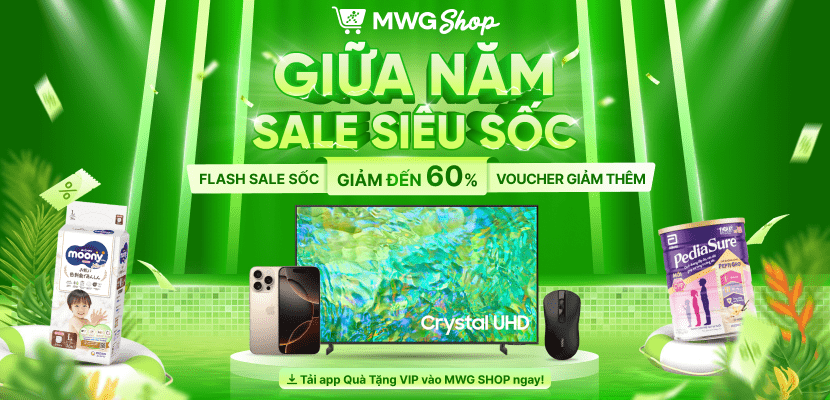 MWG Shop
GIỮA NĂM
SALE SIÊU SỐC
FLASH SALE SỐC
GIẢM ĐẾN 60%
VOUCHER GIẢM THÊM
moony
Abbott
PediaSure
Crystal UHD
Tải app Quà Tặng VIP vào MWG SHOP ngay!